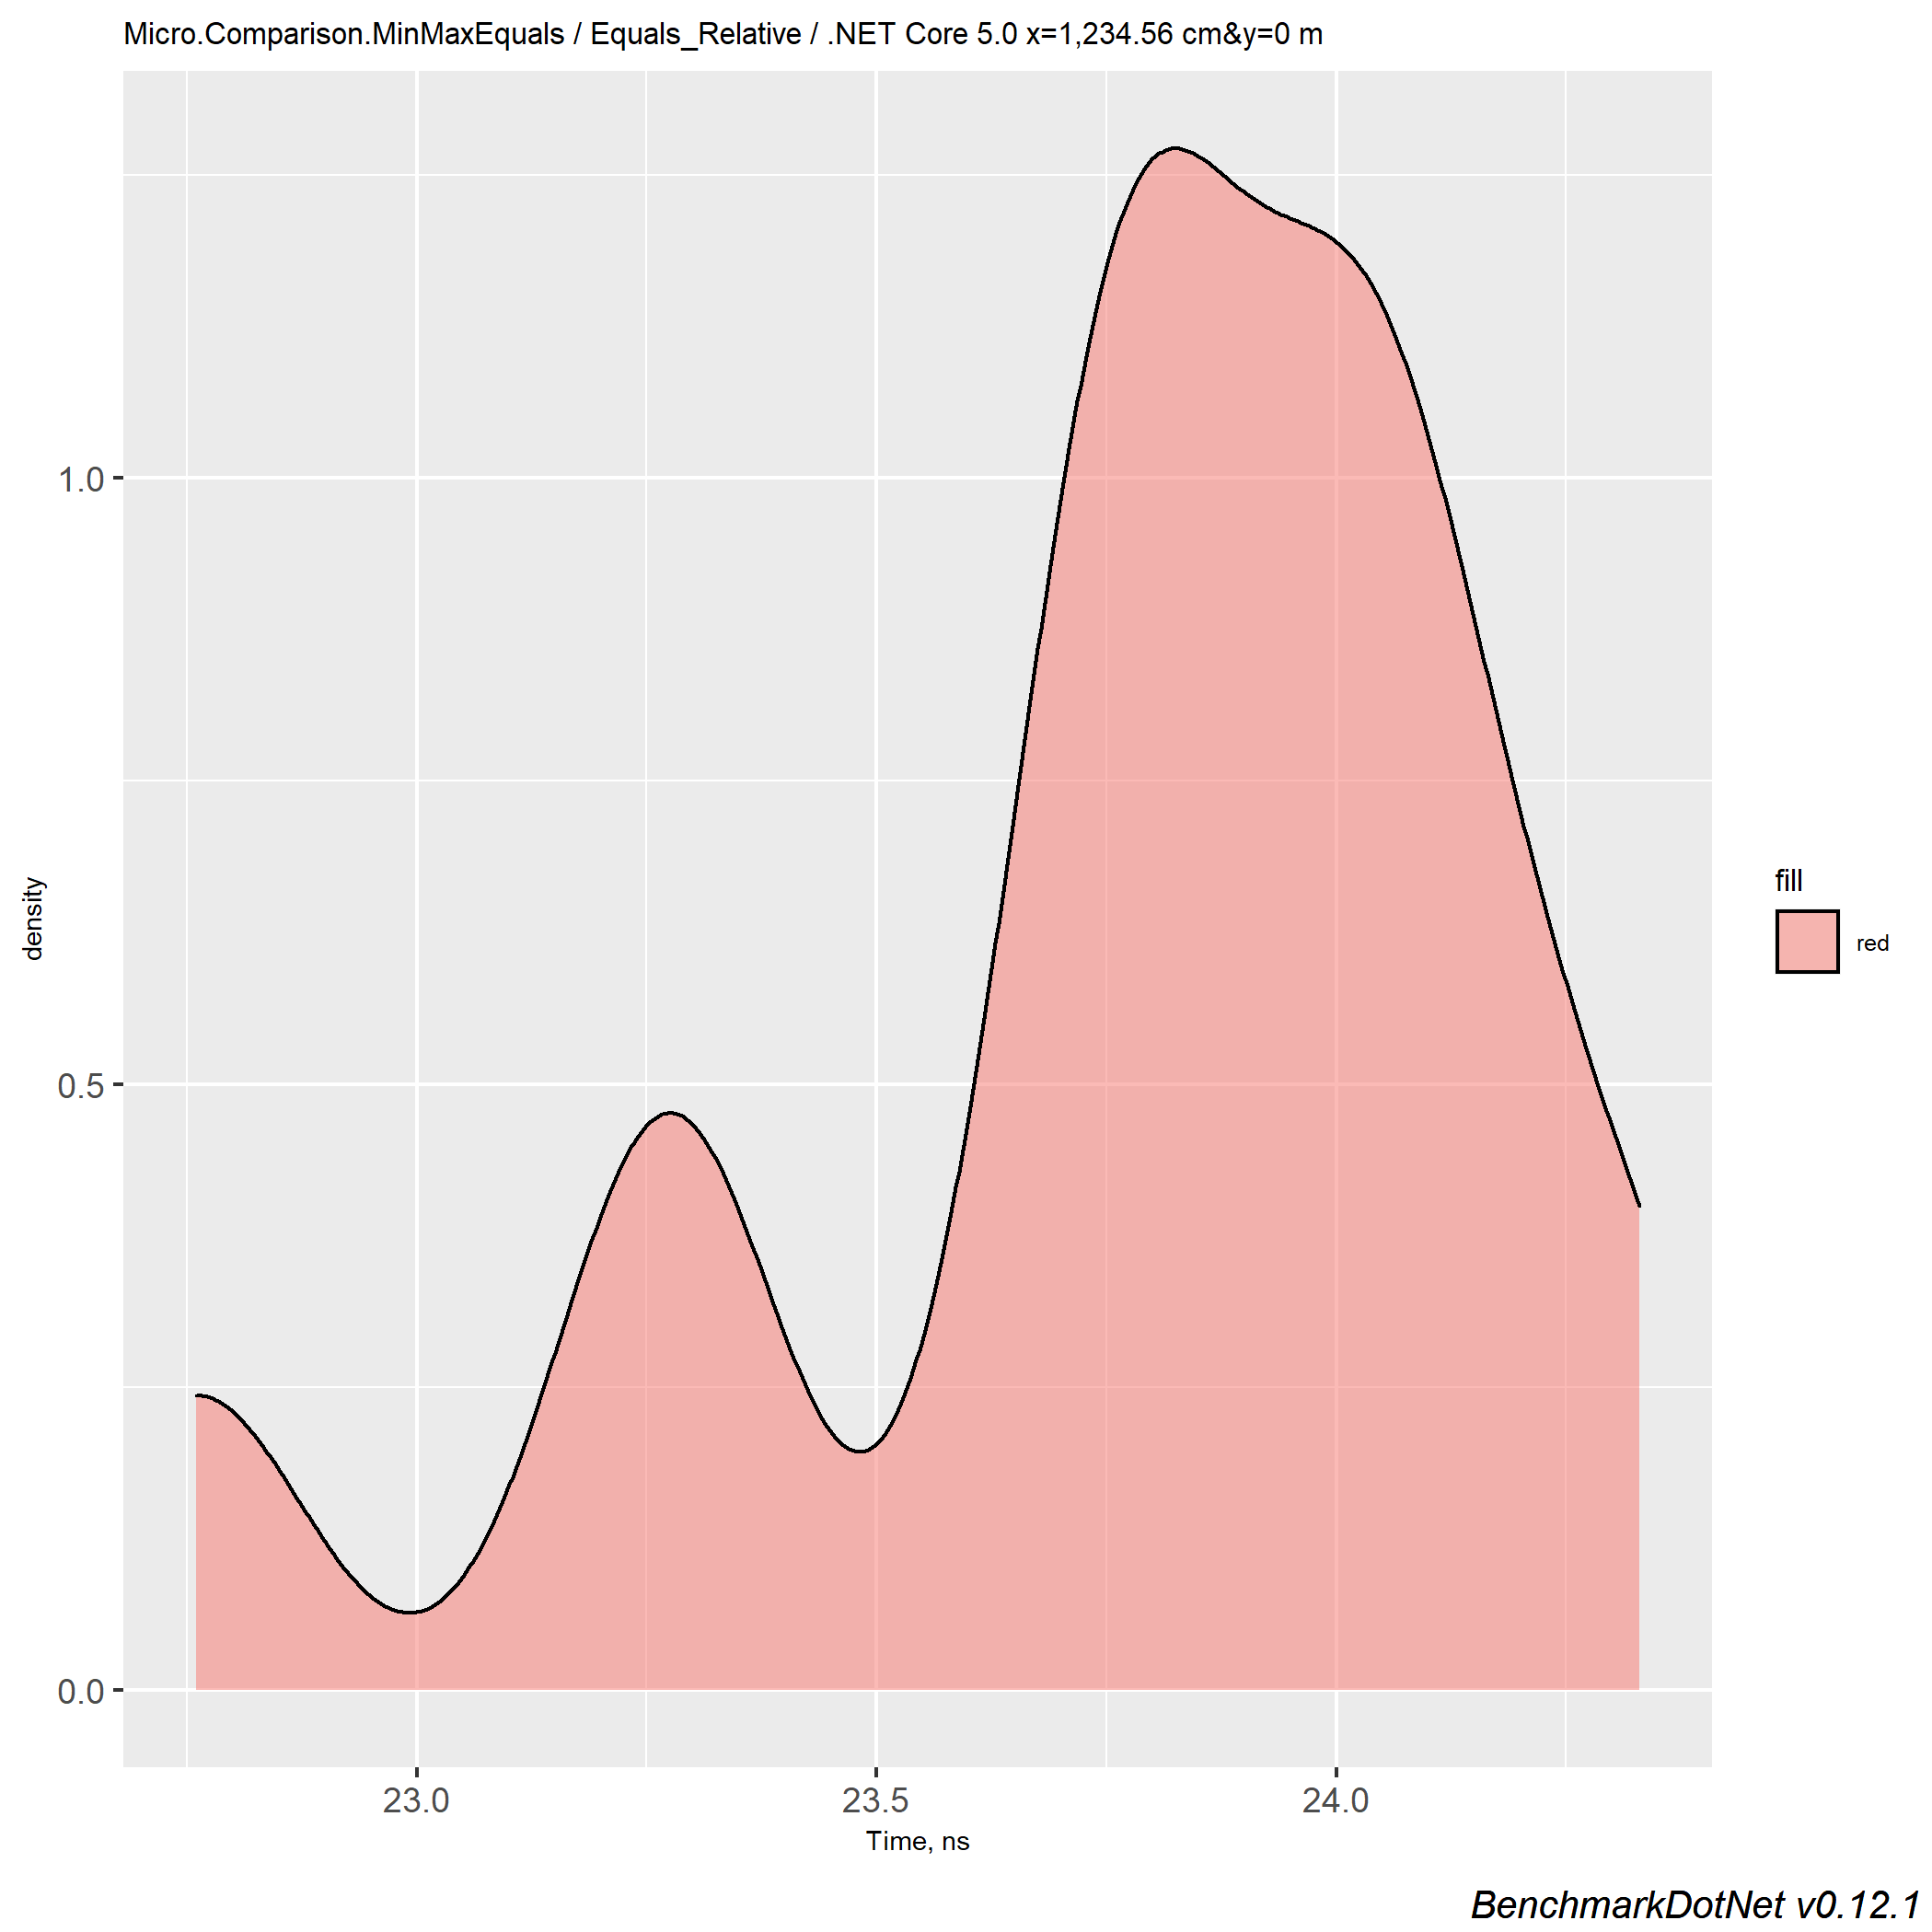 Micro.Comparison.MinMaxEquals / Equals_Relative / .NET Core 5.0 x=1,234.56 cm&y=0 m
1.0
0.5
0.0
density
23.0 23.5 24.0
Time, ns
fill
red
BenchmarkDotNet v0.12.1